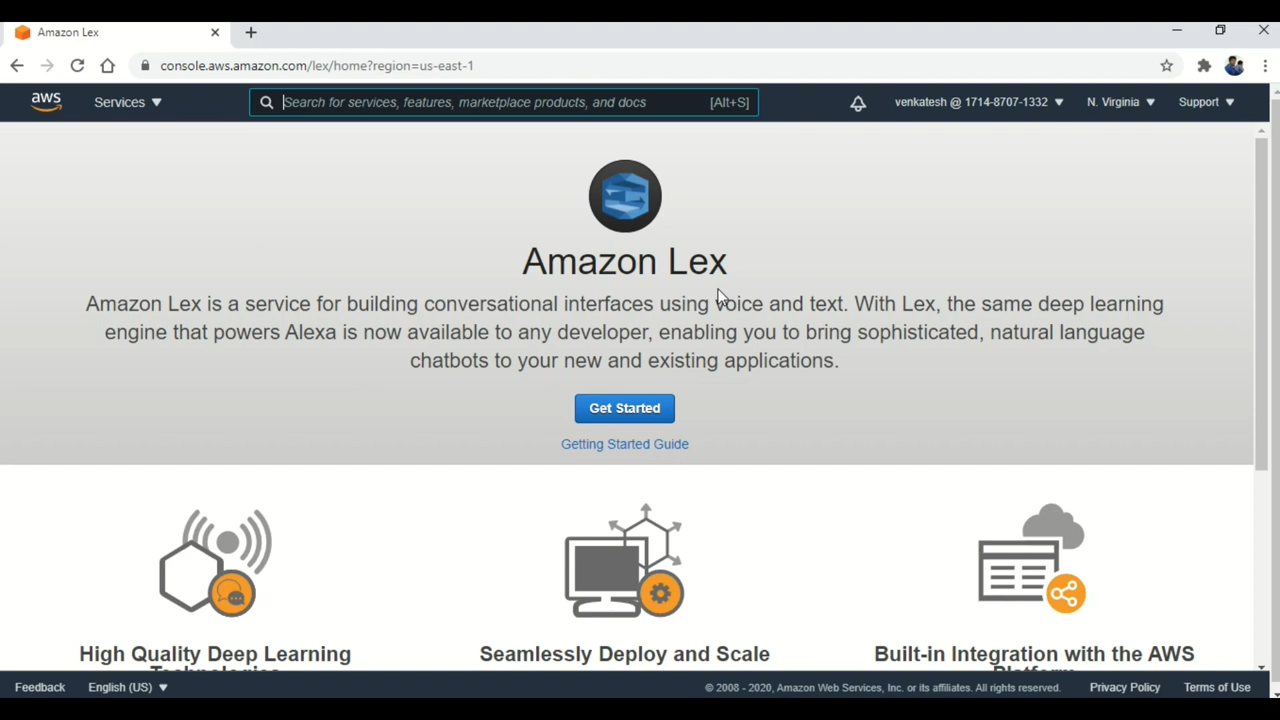 Amazon Lex
console.aws.amazon.com/lex/home?region=us-east-1
aws
Services
Search for services, features, marketplace products, and docs
[Alt+S]
venkatesh @ 1714-8707-1332
N. Virginia
Support
Amazon Lex
Amazon Lex is a service for building conversational interfaces using voice and text. With Lex, the same deep learning
engine that powers Alexa is now available to any developer, enabling you to bring sophisticated, natural language
chatbots to your new and existing applications.
Get Started
Getting Started Guide
High Quality Deep Learning
Technologies
Seamlessly Deploy and Scale
Built-in Integration with the AWS
Platform
Feedback
English (US)
© 2008 - 2020, Amazon Web Services, Inc. or its affiliates. All rights reserved.
Privacy Policy
Terms of Use